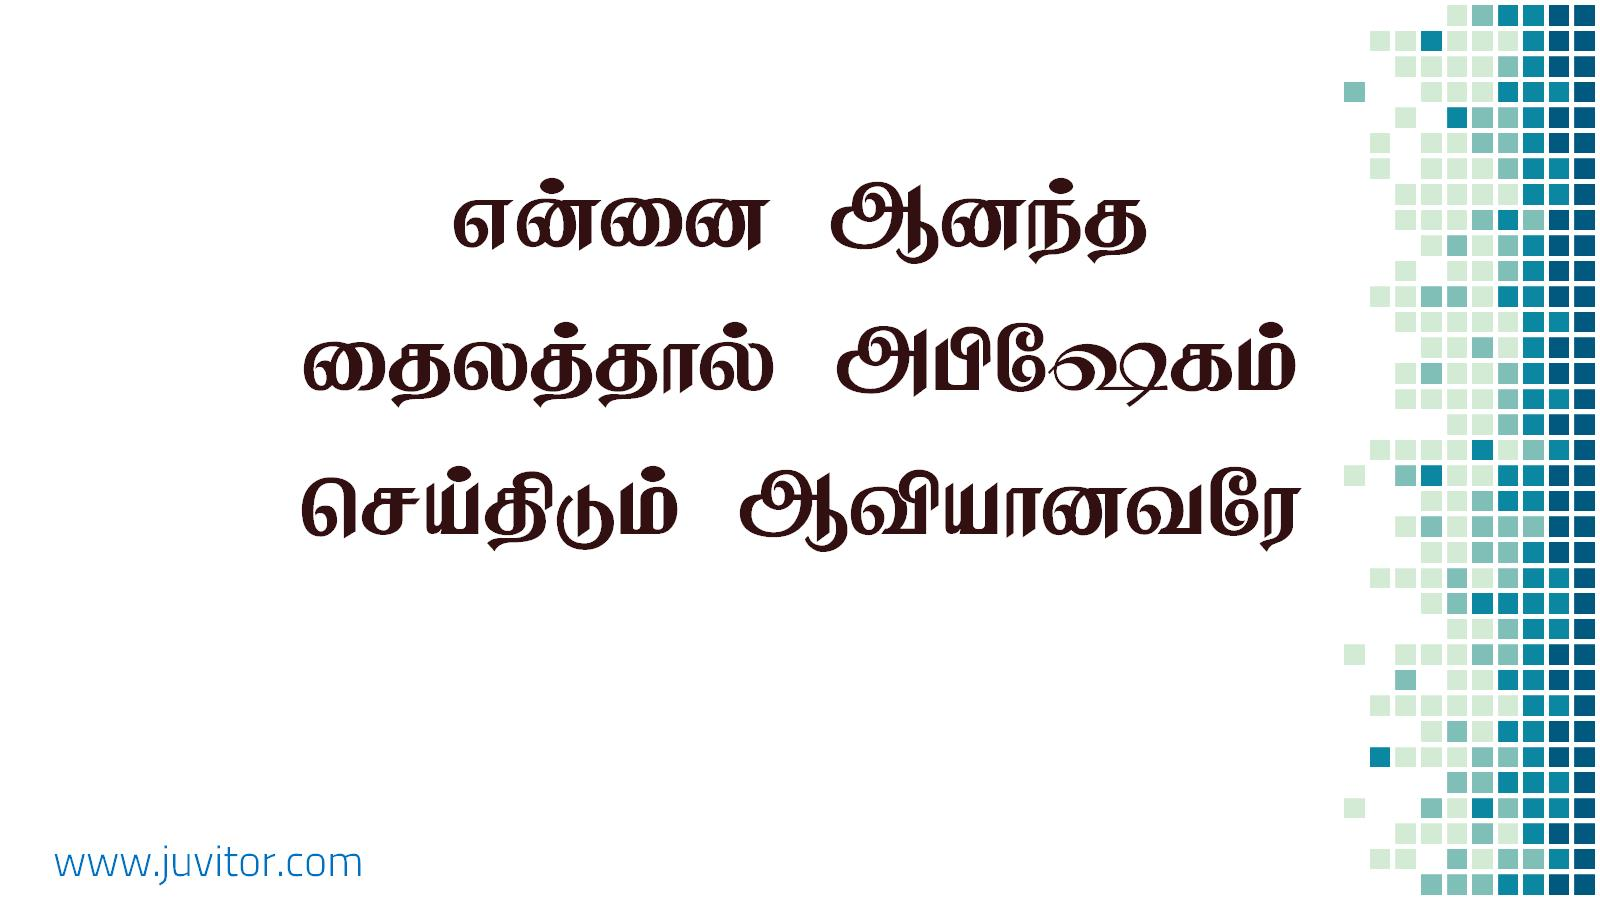 என்னை ஆனந்த
தைலத்தால் அபிஷேகம்
செய்திடும் ஆவியானவரே
www.juvitor.com